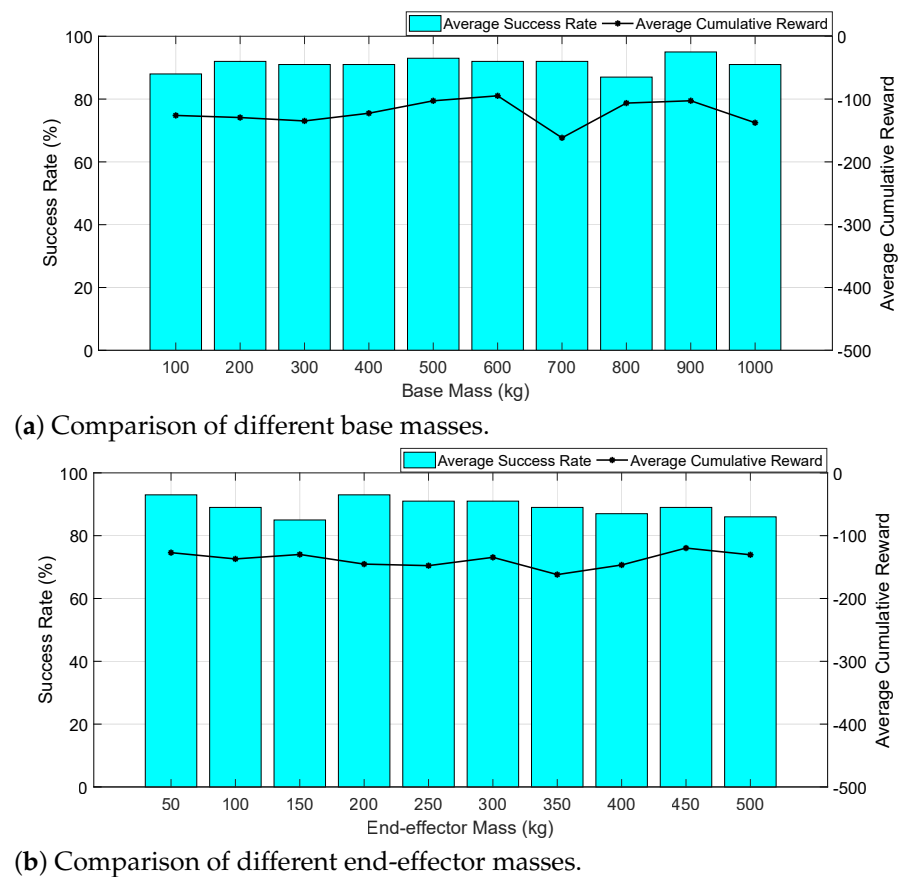 Average Success Rate Average Cumulative Reward
100 0
80 -100
60 -200
40 -300
20 -400
0 -500
Success Rate (%)
Average Cumulative Reward
100 200 300 400 500 600 700 800 900 1000
Base Mass (kg)
(a) Comparison of different base masses.
Average Success Rate Average Cumulative Reward
100 0
80 -100
60 -200
40 -300
20 -400
0 -500
Success Rate (%)
Average Cumulative Reward
50 100 150 200 250 300 350 400 450 500
End-effector Mass (kg)
(b) Comparison of different end-effector masses.